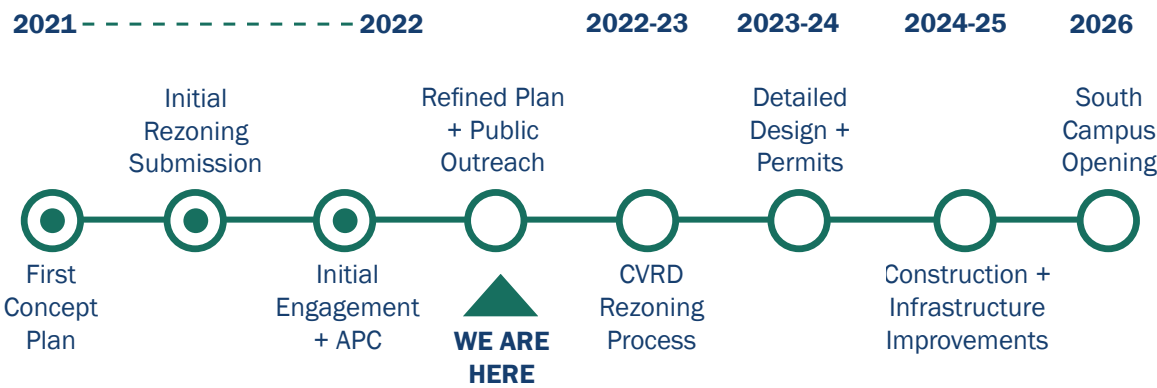 2021
2022
2022-23
2023-24
2024-25
2026
Initial
Rezoning
Submission
Refined Plan
+ Public
Outreach
Detailed
Design +
Permits
South
Campus
Opening
First
Concept
Plan
Initial
Engagement
+ APC
WE ARE
HERE
CVRD
Rezoning
Process
Construction +
Infrastructure
Improvements